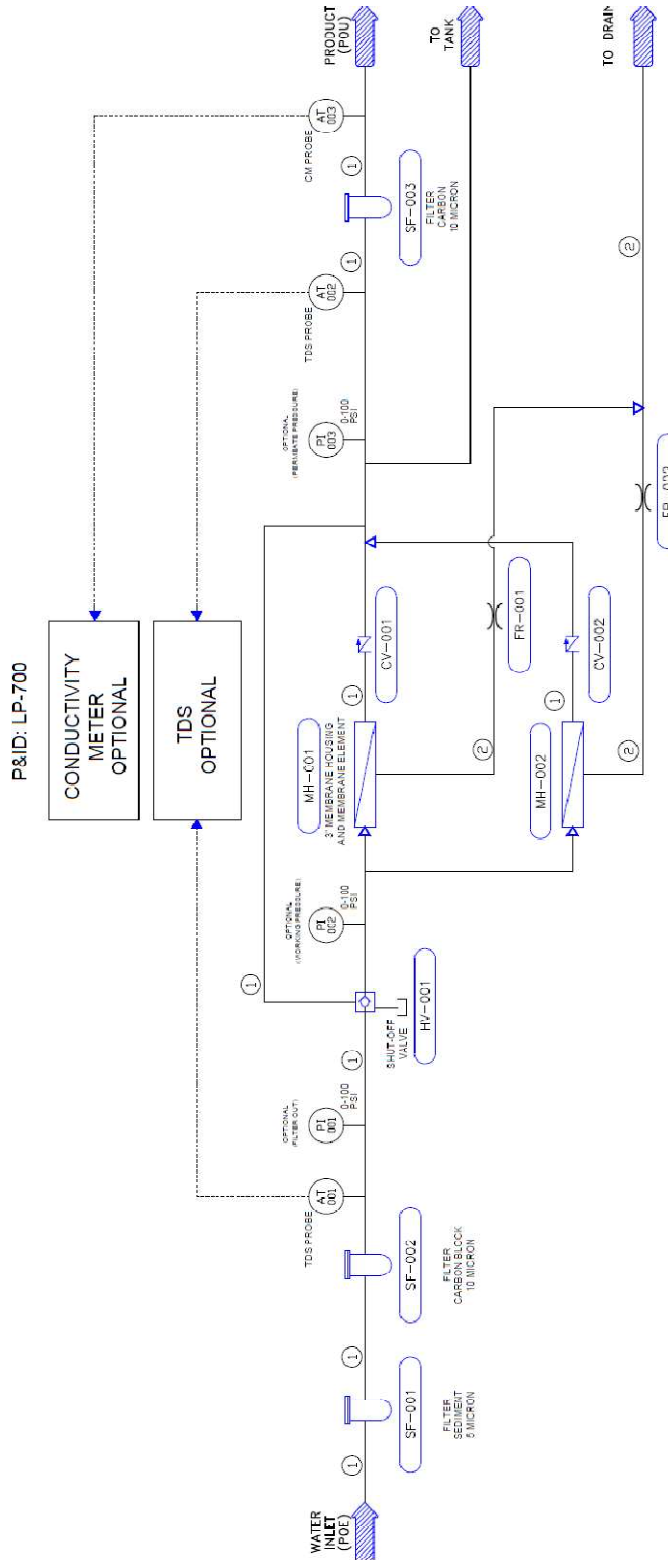 P&ID: LP-700
CONDUCTIVITY
METER
OPTIONAL
TDS
OPTIONAL
WATER
INLET
(POE)
1
SF-001
FILTER
SEDIMENT
5 MICRON
1
SF-002
FILTER
CARBON BLOCK
10 MICRON
TDS PROBE
AT
001
OPTIONAL
(FILTER OUT)
PI
001
0-100
PSI
1
SHUT-OFF
VALVE
HV-001
1
OPTIONAL
(WORKING PRESSURE)
PI
002
0-100
PSI
MH-001
3" MEMBRANE HOUSING
AND MEMBRANE ELEMENT
1
CV-001
2
FR-001
MH-002
1
CV-002
2
OPTIONAL
(PERMEATE PRESSURE)
PI
003
0-100
PSI
TDS PROBE
AT
002
1
SF-003
FILTER
CARBON
10 MICRON
1
CM PROBE
AT
003
PRODUCT
(POU)
TO
TANK
2
TO DRAIN